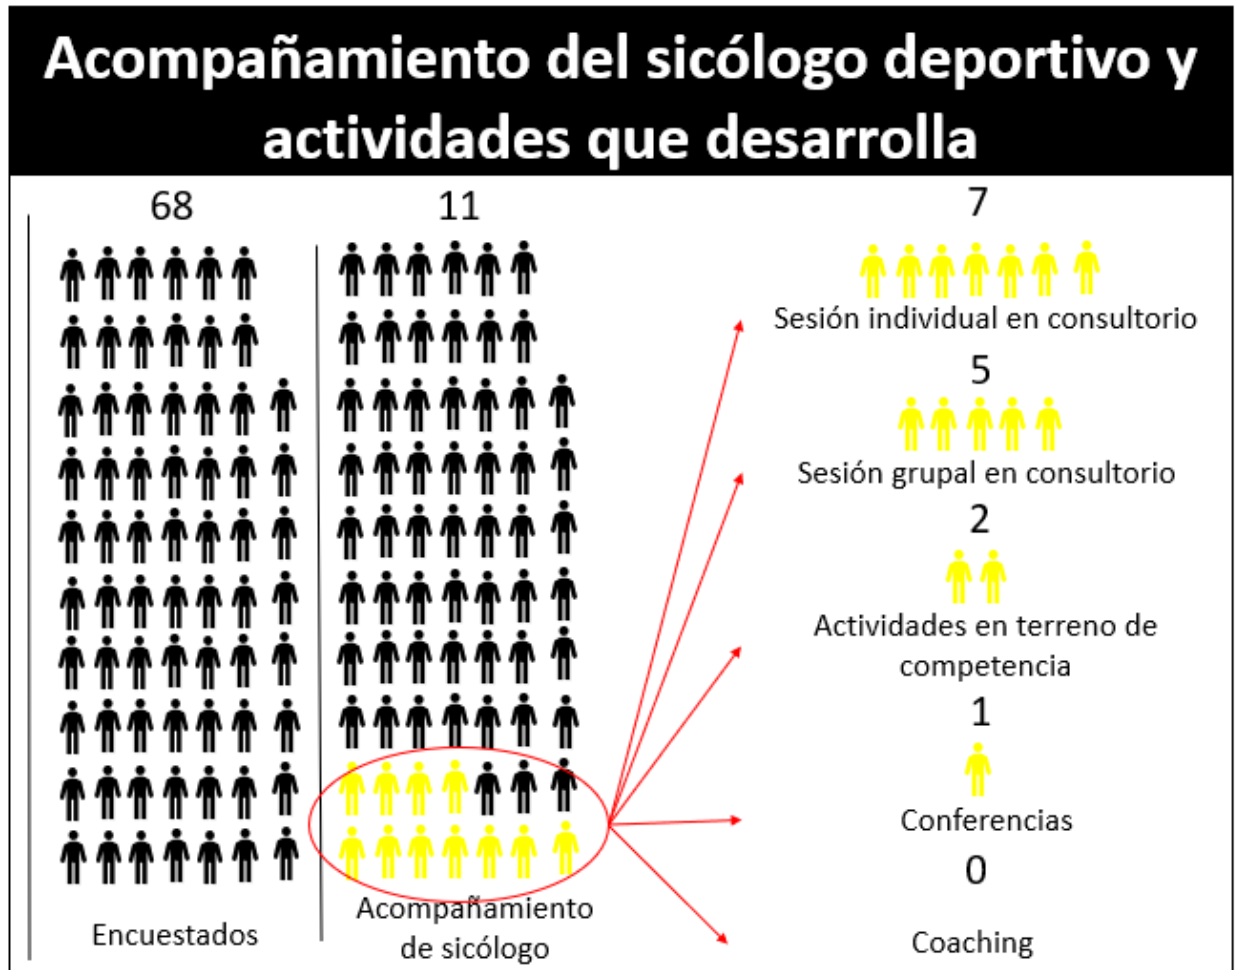 Acompañamiento del sicólogo deportivo y
actividades que desarrolla
68
11
7
Sesión individual en consultorio
5
Sesión grupal en consultorio
2
Actividades en terreno de
competencia
1
Conferencias
0
Coaching
Encuestados
Acompañamiento
de sicólogo